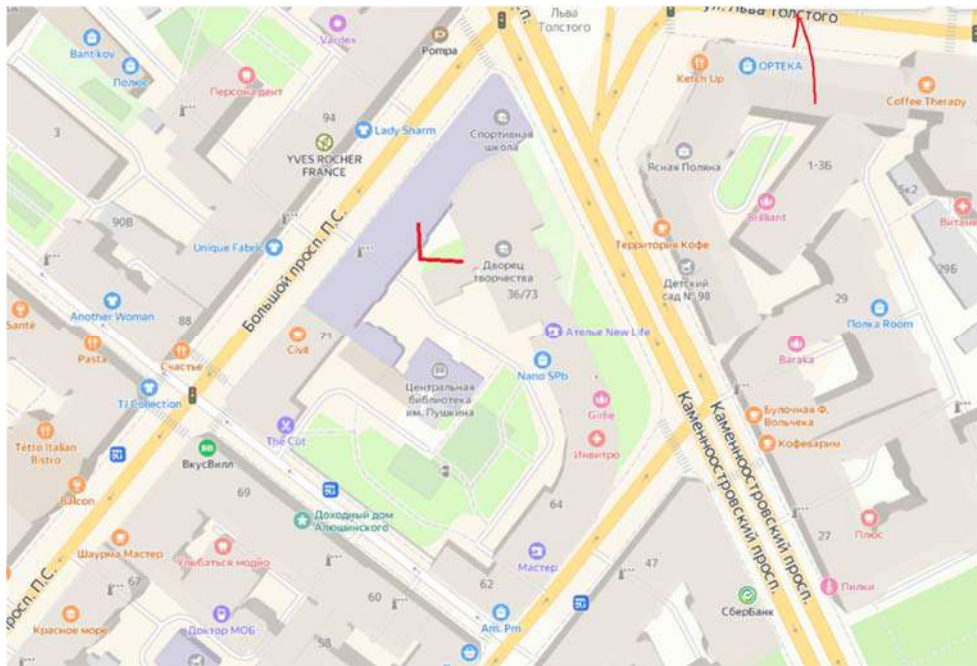 Vardex
Pompa
Льва
Толстого
ул. Льва Толстого
Bantikov
Полюс
Персона дент
Ketch Up
ОРТЕКА
Coffee Therapy
3
94
Lady Sharm
YVES ROCHER
FRANCE
Спортивная
школа
Ясная Поляна
1-3Б
5к2
90В
Brilliant
Unique Fabric
Большой просп. П.С.
Дворец
творчества
36/73
Территория Кофе
Детский
сад № 98
29
29Б
Santé
Another Woman
88
71
Civil
Ателье New Life
Полка Room
Pasta
Счастье
Nano SPb
Baraka
TJ Collection
Центральная
библиотека
им. Пушкина
Girlie
Каменноостровский просп.
Каменноостровский просп.
Булочная Ф.
Вольчека
Tétto Italian
Bistro
The Cut
Инвитро
Кофеварим
ВкусВилл
Balcon
69
64
Доходный дом
Алюшинского
Шаурма Мастер
Улыбаться модно
Мастер
47
27
Плюс
67
62
60
СберБанк
Пилки
просп. П.С.
Красное море
Доктор МОБ
58
Am. Pm